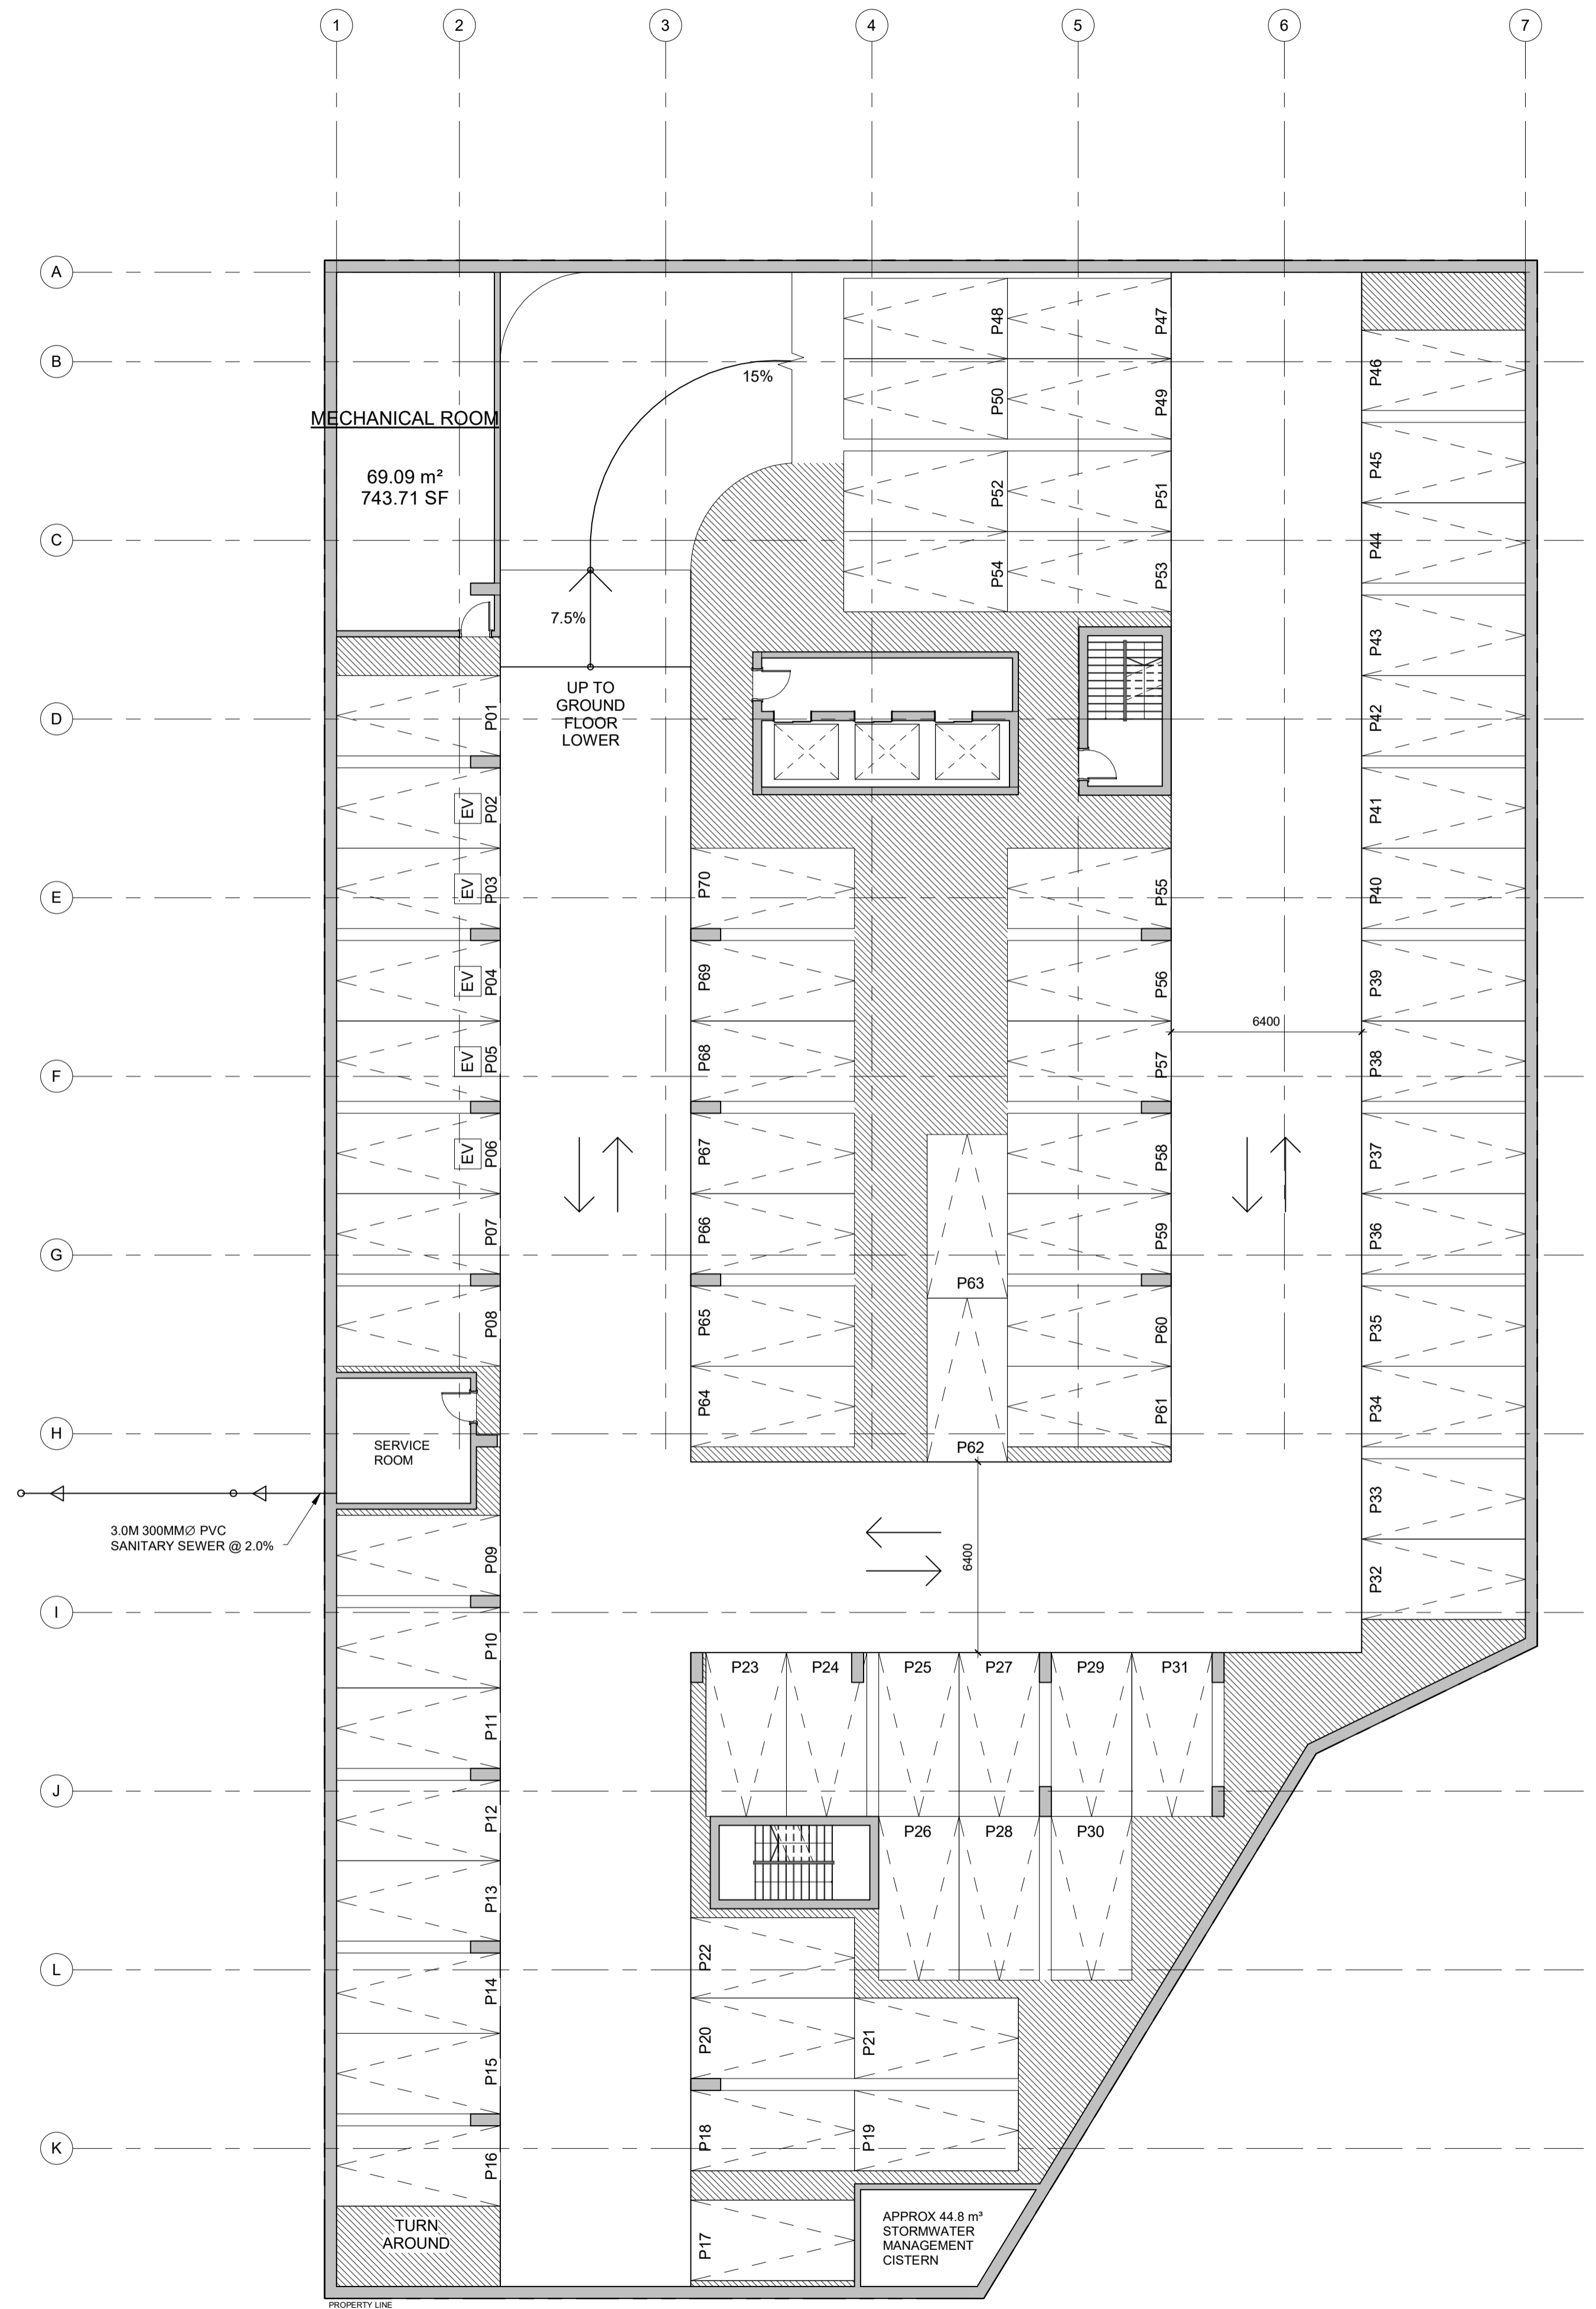 1 2 3 4 5 6 7
A
P48 P47
B
P46
15%
P50 P49
MECHANICAL ROOM
P45
69.09 m²
743.71 SF
P52 P51
C
P44
P54 P53
7.5%
P43
UP TO
GROUND
FLOOR
LOWER
D
P01
P42
EV P02
P41
E
EV P03
P70
P55
P40
EV P04
P69
P56
P39
6400
F
EV P05
P68
P57
P38
EV P06
P67
P58
P37
G
P07
P66
P59
P36
P63
P08
P65
P60
P35
H
P64
P61
P34
SERVICE
ROOM
P62
P33
3.0M 300MMØ PVC
SANITARY SEWER @ 2.0%
P09
6400
P32
I
P10
P23 P24 P25 P27 P29 P31
P11
J
P12
P26 P28 P30
P13
L
P22
P14
P20 P21
P15
K
P18 P19
P16
TURN
AROUND
P17
APPROX 44.8 m³
STORMWATER
MANAGEMENT
CISTERN
PROPERTY LINE